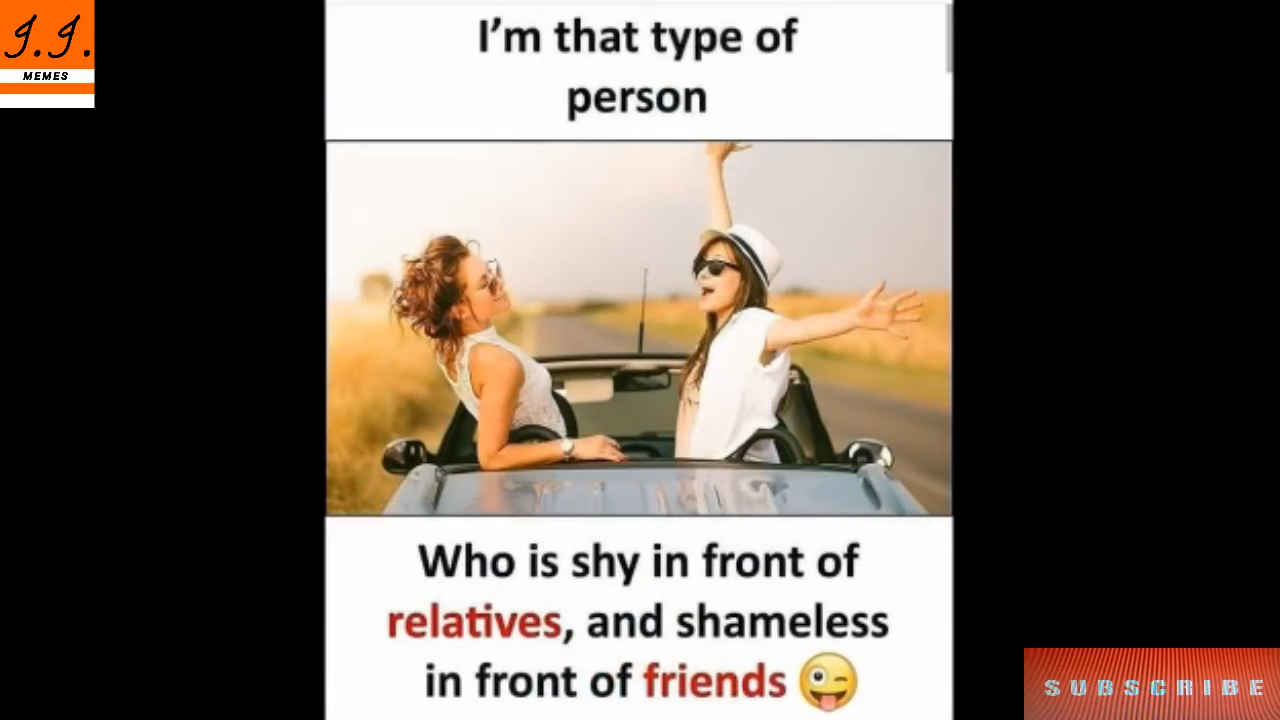 J.J.
MEMES
I'm that type of
person
Who is shy in front of
relatives, and shameless
in front of friends 😜
SUBSCRIBE